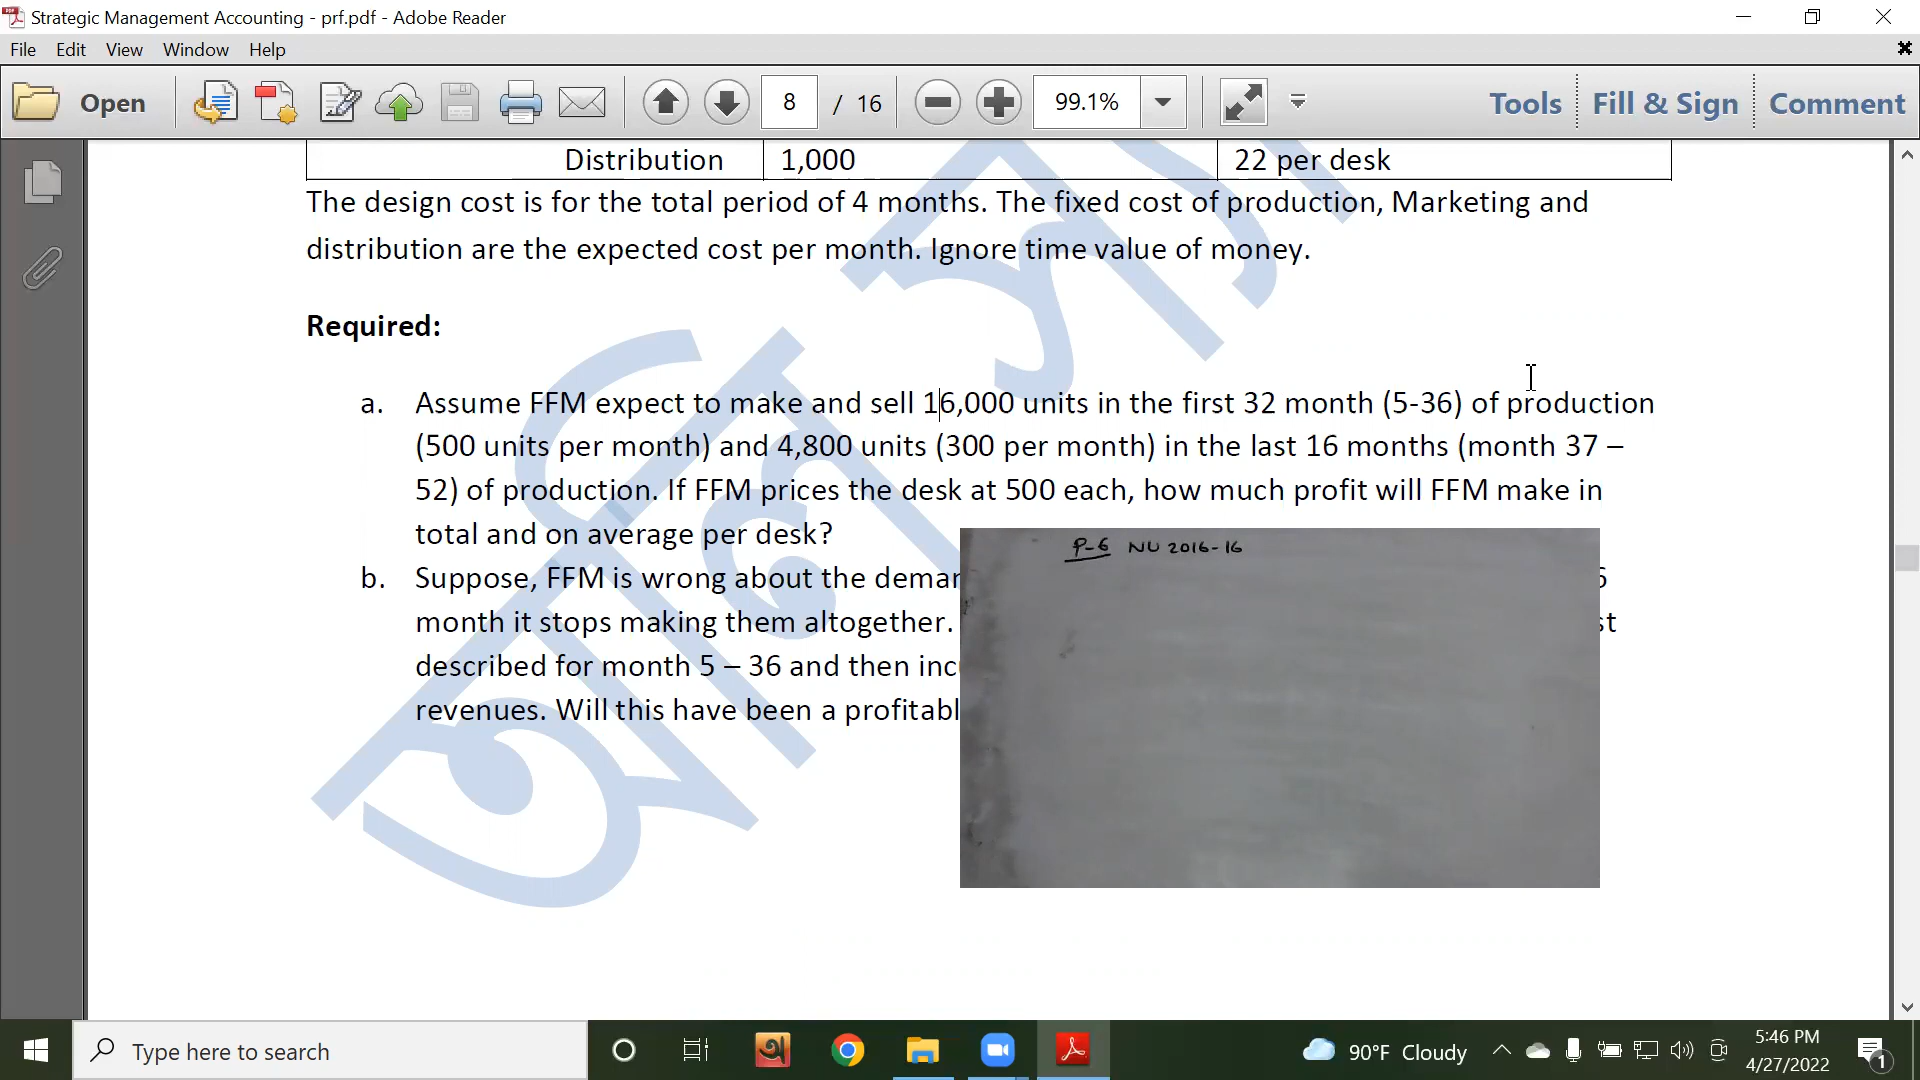 Strategic Management Accounting - prf.pdf - Adobe Reader
File Edit View Window Help
Open 8 / 16 99.1% Tools Fill & Sign Comment
Distribution 1,000 22 per desk
The design cost is for the total period of 4 months. The fixed cost of production, Marketing and
distribution are the expected cost per month. Ignore time value of money.
Required:
a. Assume FFM expect to make and sell 16,000 units in the first 32 month (5-36) of production
(500 units per month) and 4,800 units (300 per month) in the last 16 months (month 37 –
52) of production. If FFM prices the desk at 500 each, how much profit will FFM make in
total and on average per desk?
P-6 NU 2016-16
b. Suppose, FFM is wrong about the
month it stops making them altogether.
described for month 5 – 36 and then
revenues. Will this have been a
Type here to search
90°F Cloudy
5:46 PM
4/27/2022
1